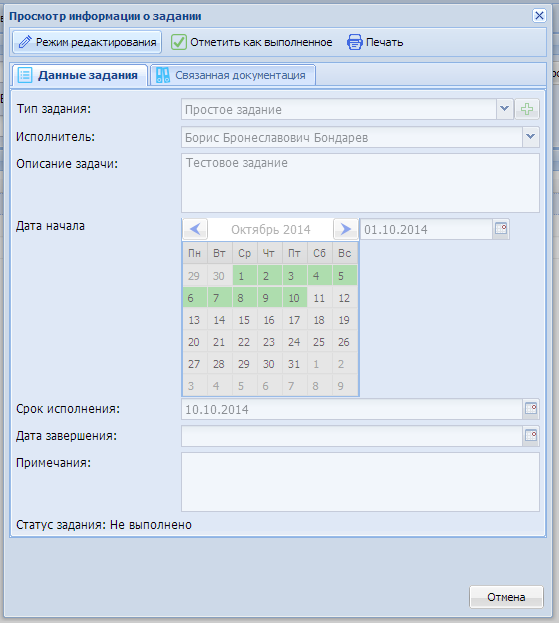 Просмотр информации о задании
Режим редактирования Отметить как выполненное Печать
Данные задания Связанная документация
Тип задания: Простое задание
Исполнитель: Борис Брониславович Бондарев
Описание задачи: Тестовое задание
Дата начала Октябрь 2014 01.10.2014
Пн Вт Ср Чт Пт Сб Вс
29 30 1 2 3 4 5
6 7 8 9 10 11 12
13 14 15 16 17 18 19
20 21 22 23 24 25 26
27 28 29 30 31 1 2
3 4 5 6 7 8 9
Срок исполнения: 10.10.2014
Дата завершения:
Примечания:
Статус задания: Не выполнено
Отмена